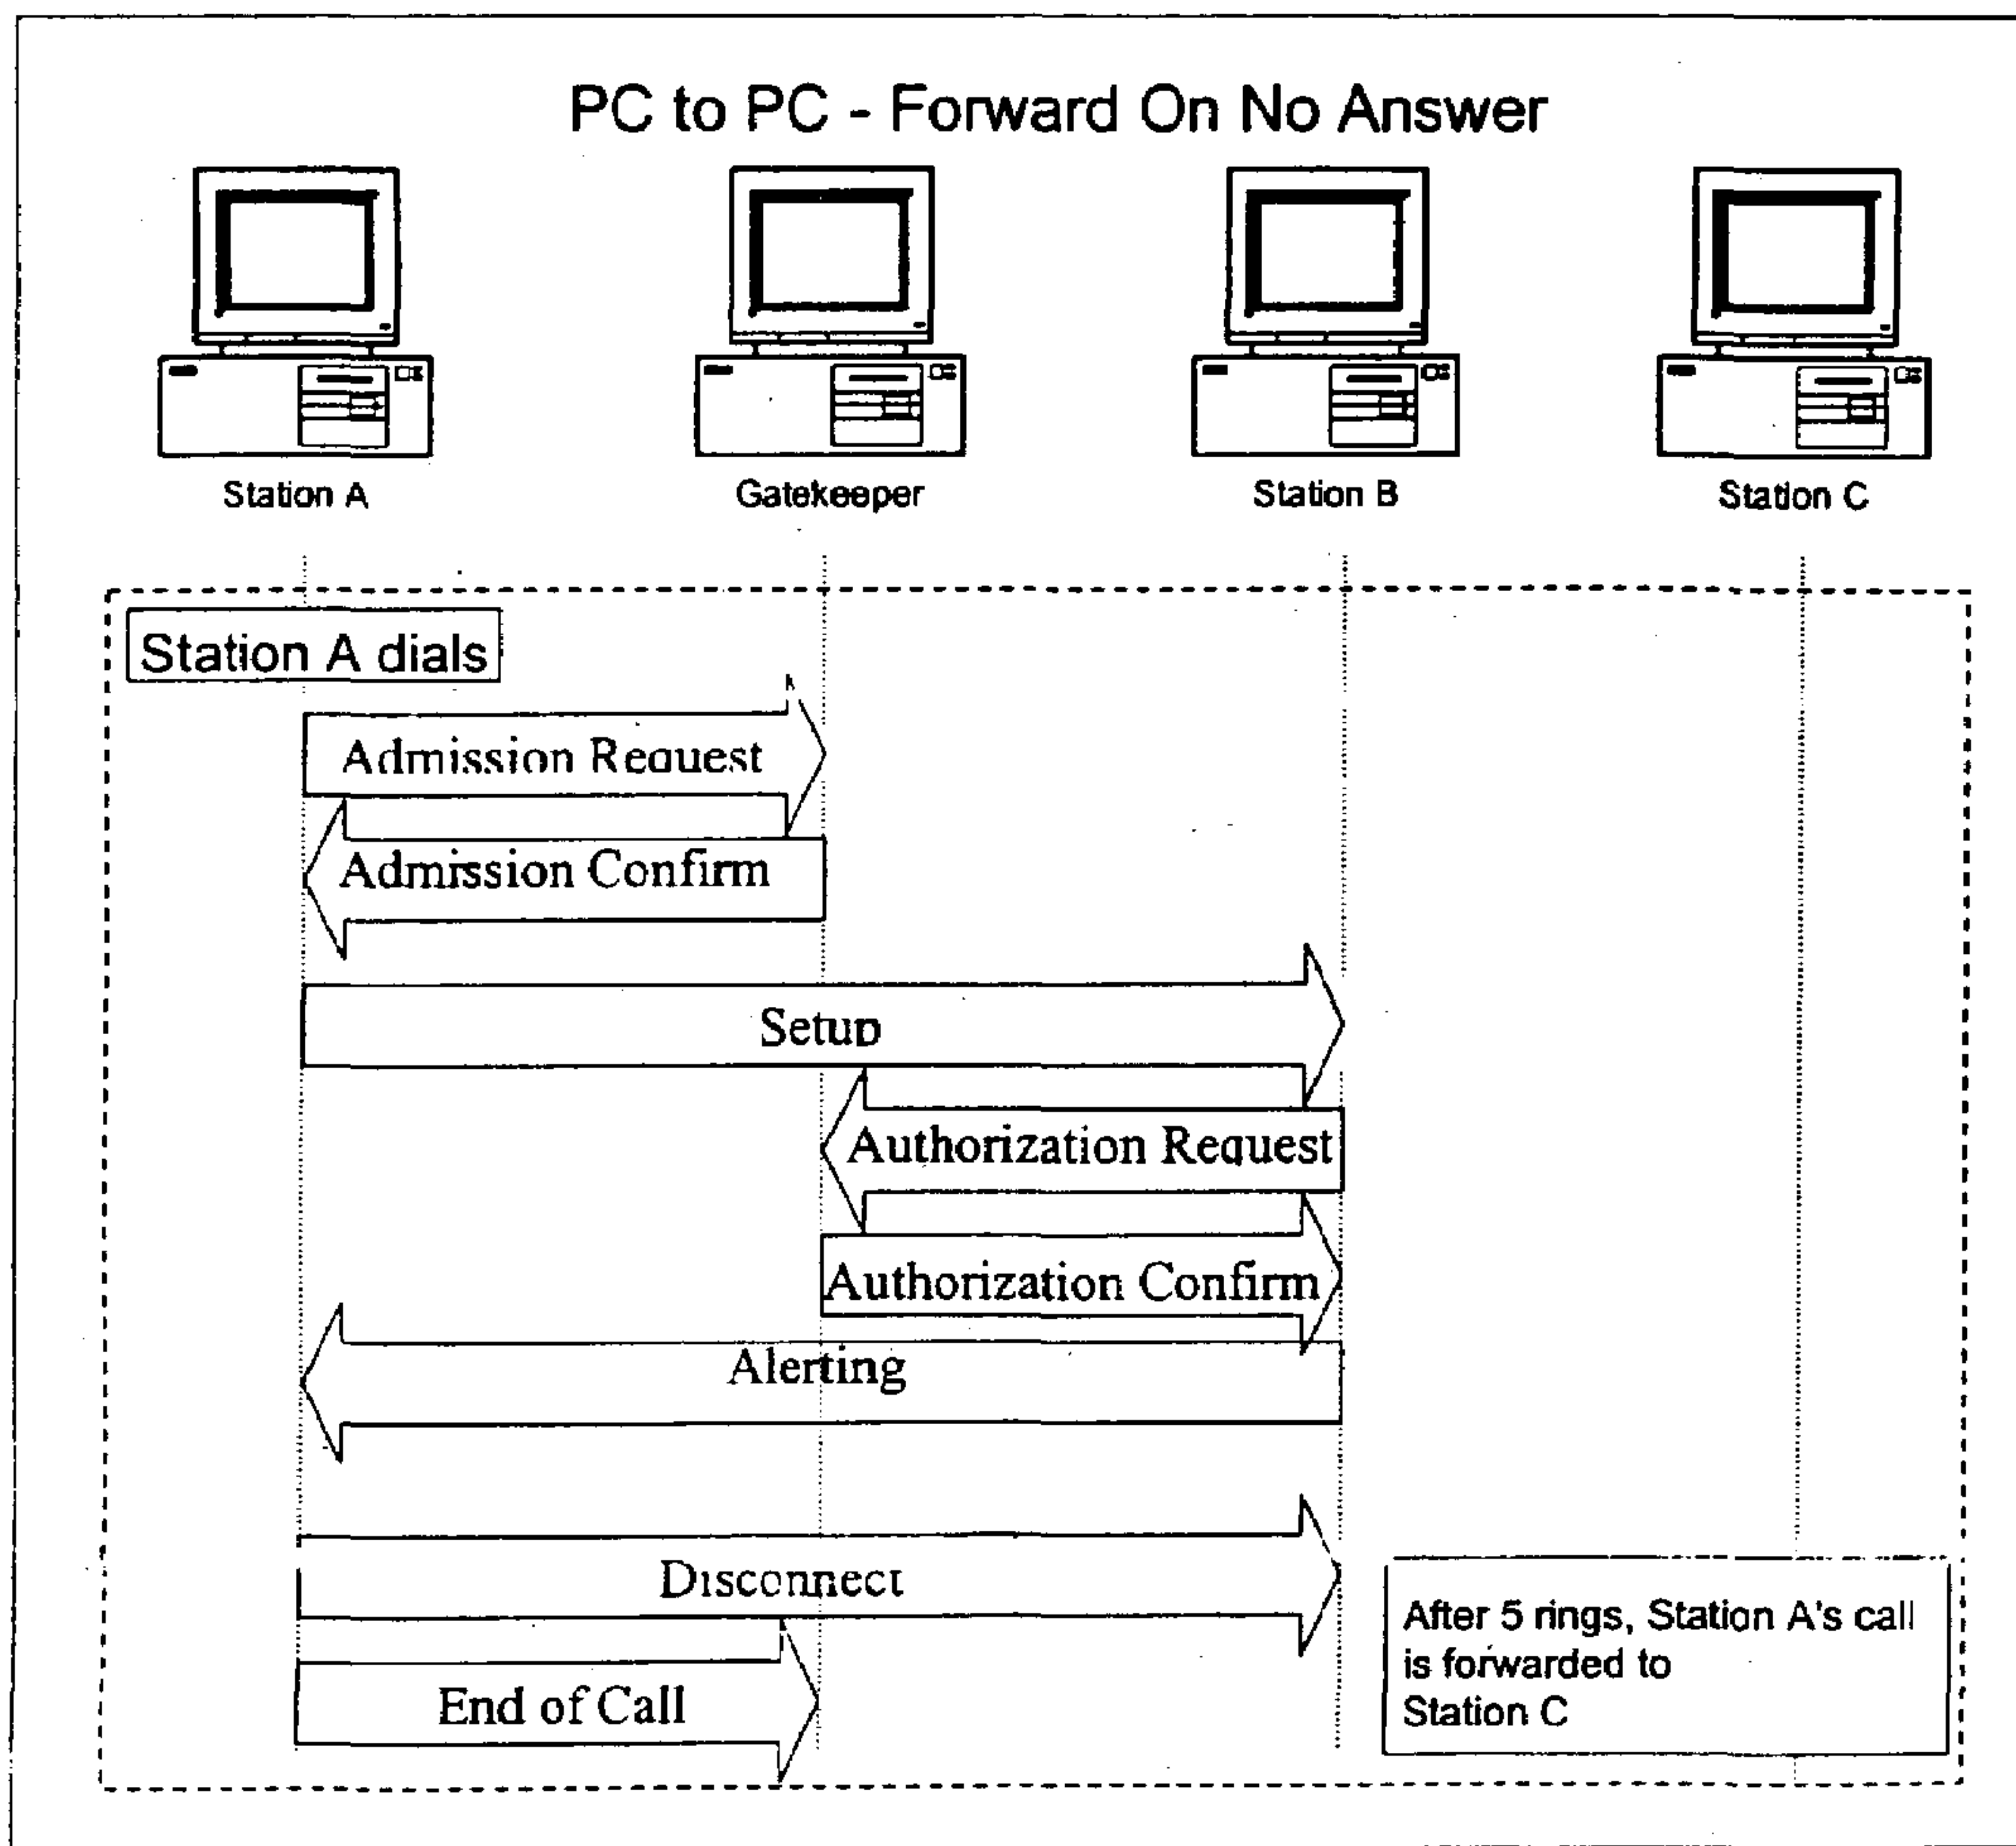 PC to PC - Forward On No Answer
Station A
Gatekeeper
Station B
Station C
Station A dials
Admission Request
Admission Confirm
Setup
Authorization Request
Authorization Confirm
Alerting
Disconnect
End of Call
After 5 rings, Station A's call
is forwarded to
Station C